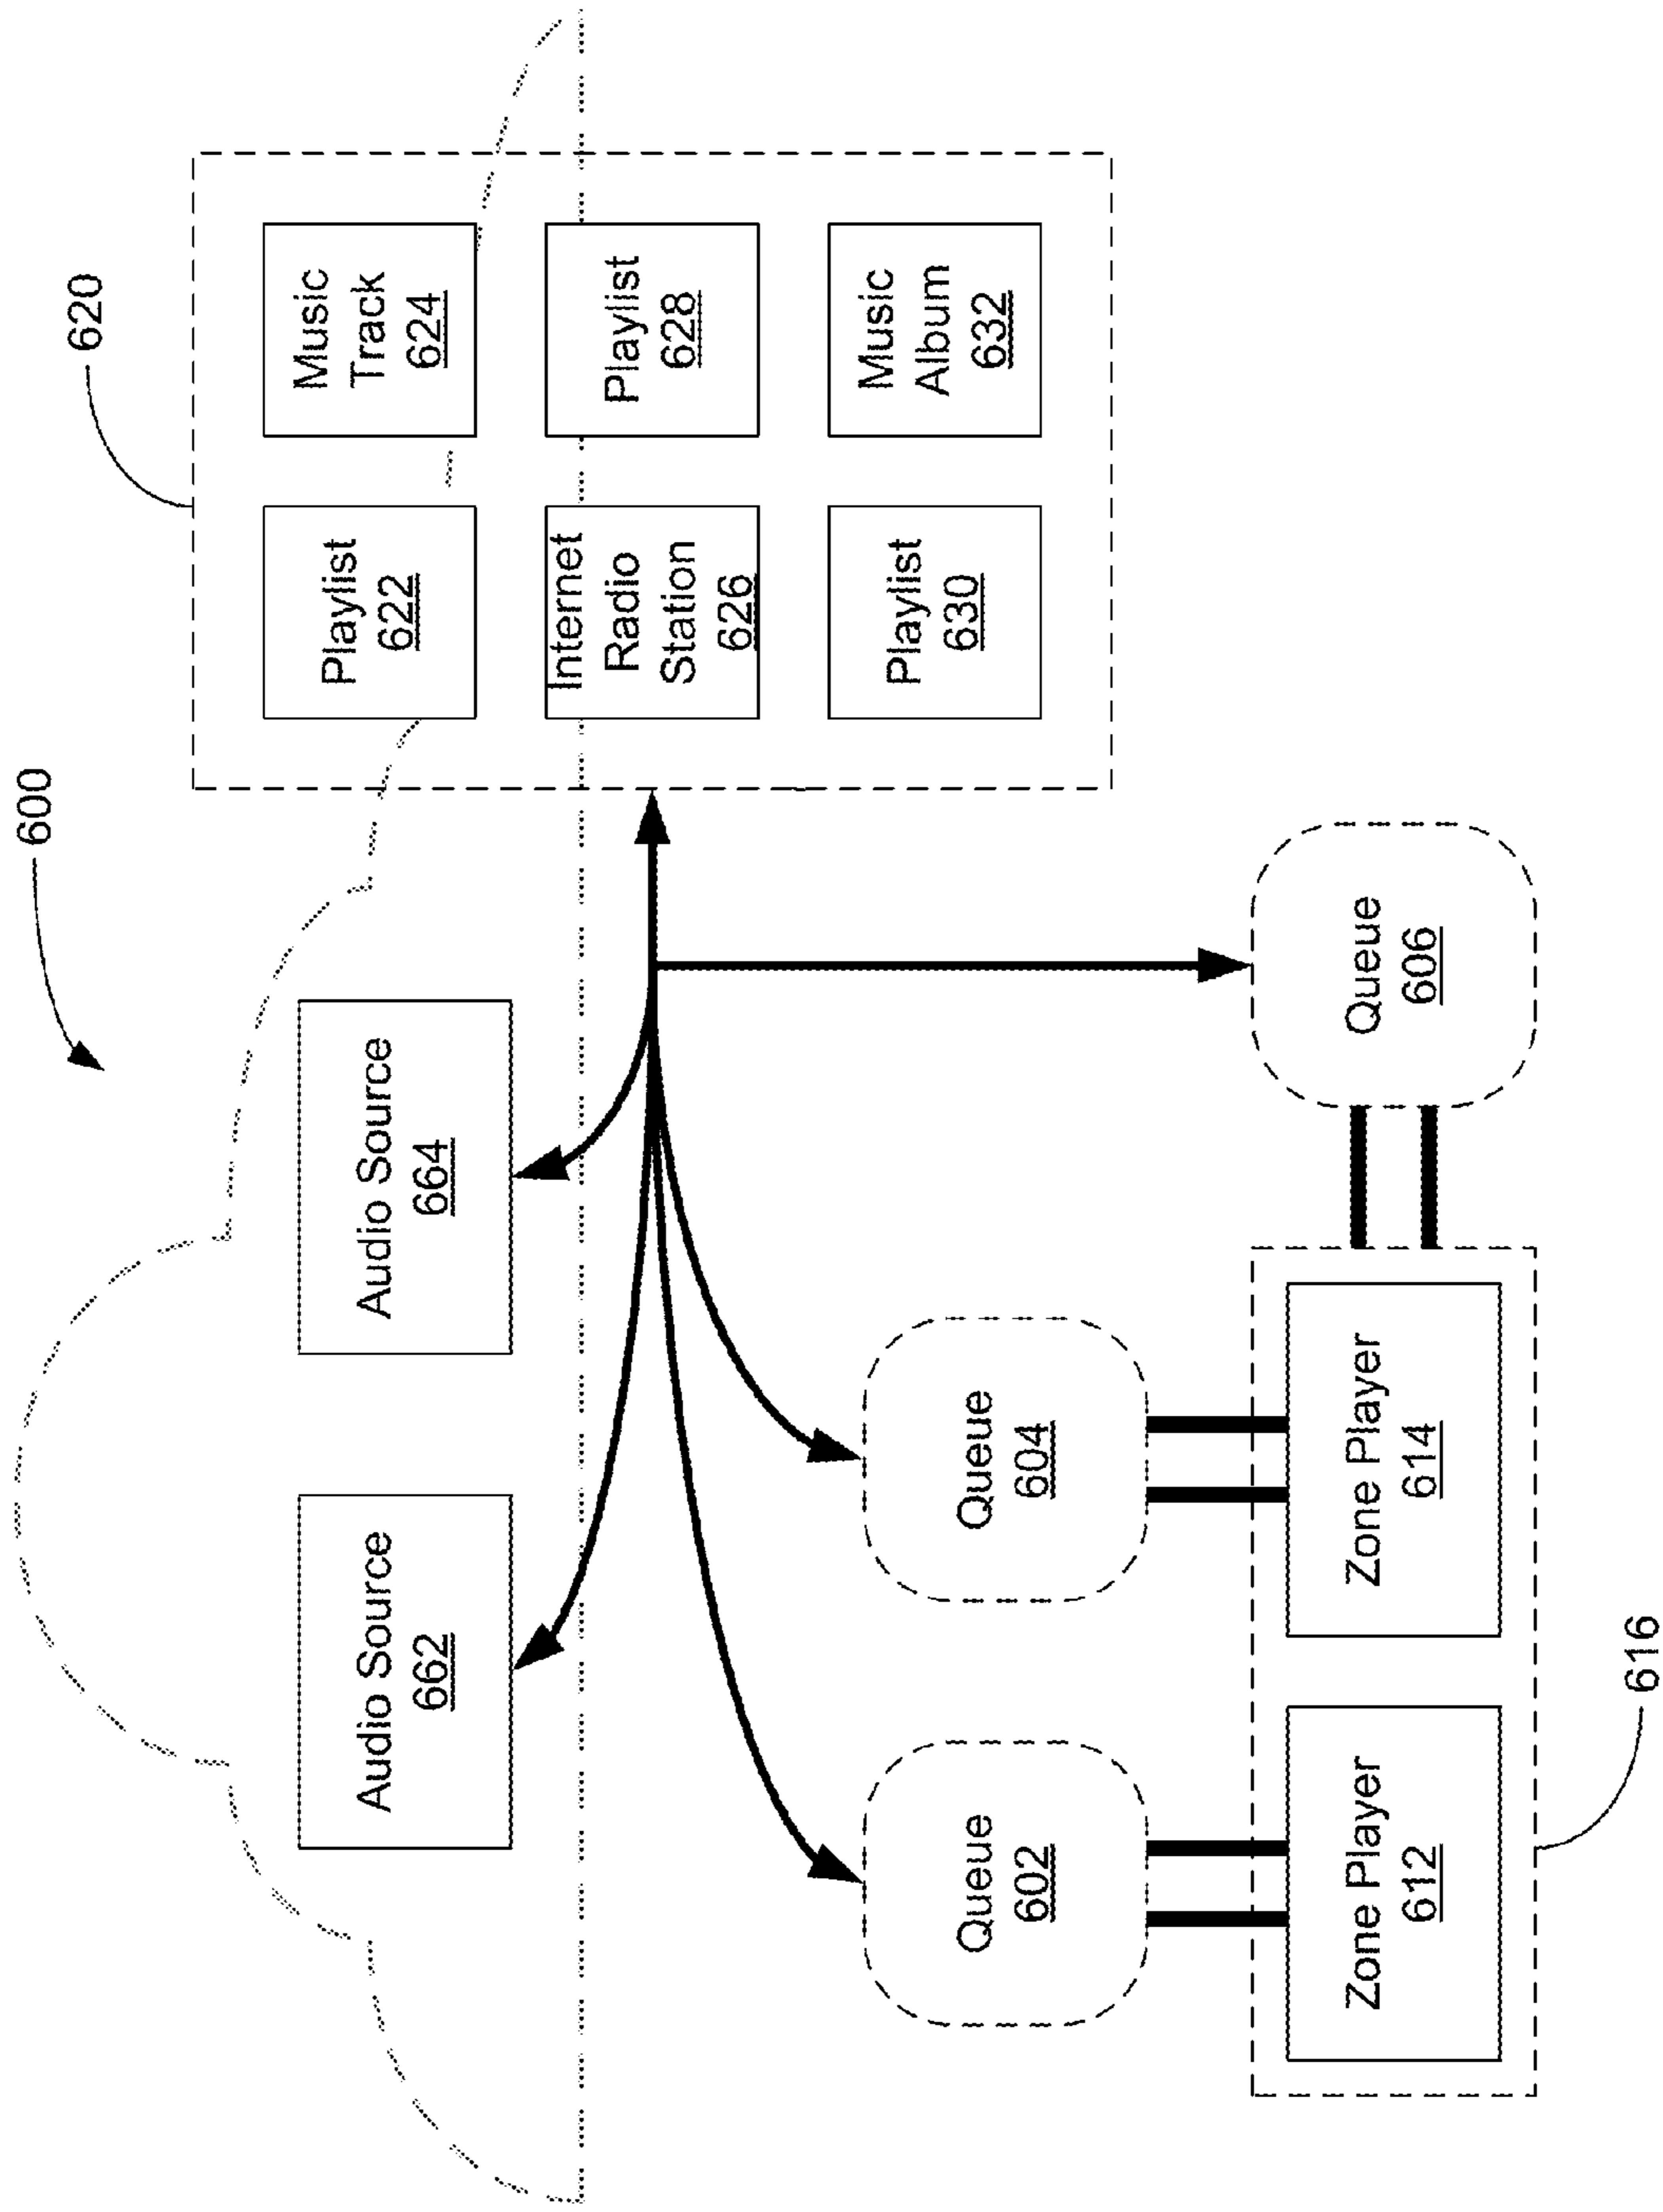 600
620
Audio Source
662
Audio Source
664
Playlist
622
Music
Track
624
Internet
Radio
Station
626
Playlist
628
Playlist
630
Music
Album
632
Queue
602
Queue
604
Queue
606
Zone Player
612
Zone Player
614
616